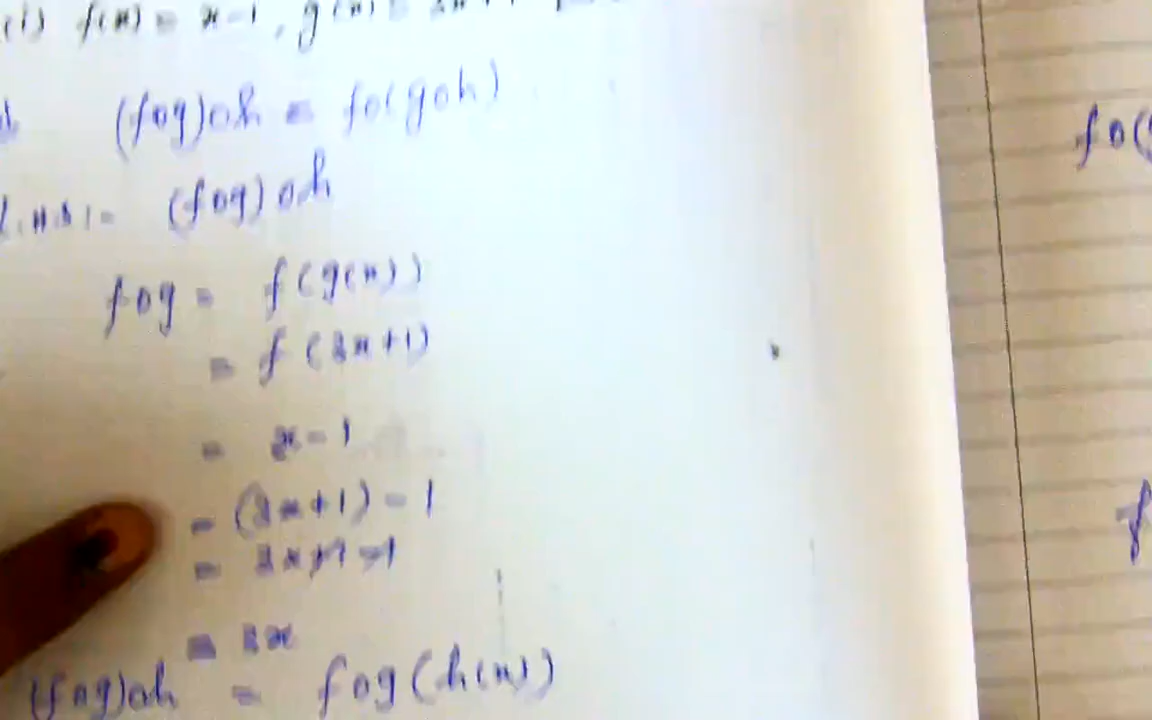 (i) f(x) = x-1, g(x) =
(fog)oh = fo(goh)
L.H.S := (fog)oh
fog = f(g(x))
= f(3x+1)
= x-1
= (3x+1)-1
= 3x+1-1
= 3x
(fog)oh = fog(h(x))
fo(
f